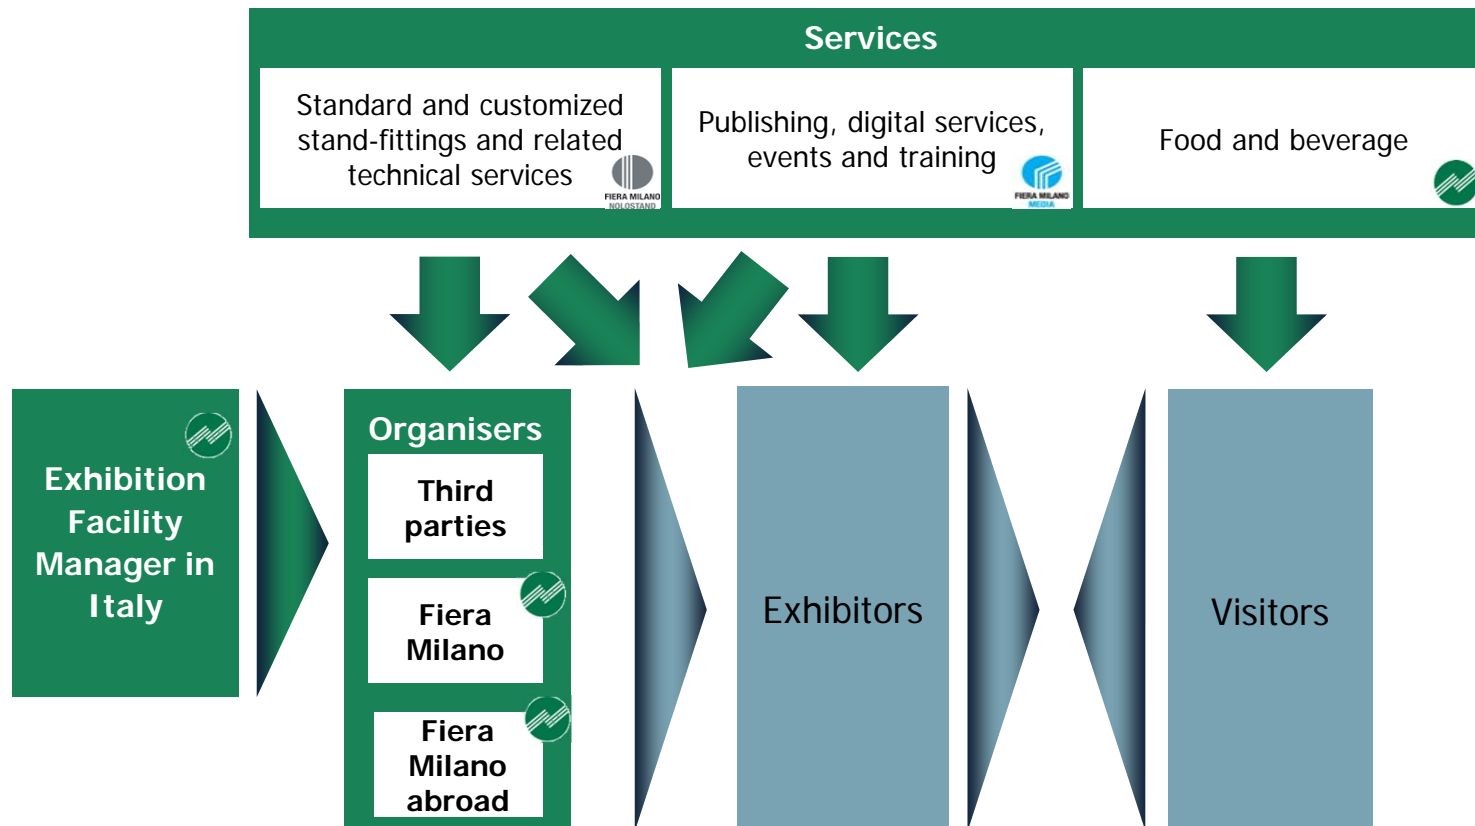 Services
Standard and customized
stand-fittings and related
technical services
FIERA MILANO
NOLOSTAND
Publishing, digital services,
events and training
FIERA MILANO
MEDIA
Food and beverage
Exhibition
Facility
Manager in
Italy
Organisers
Third
parties
Fiera
Milano
Fiera
Milano
abroad
Exhibitors
Visitors